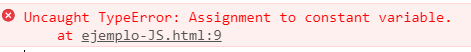 Uncaught TypeError: Assignment to constant variable.
at ejemplo-JS.html:9